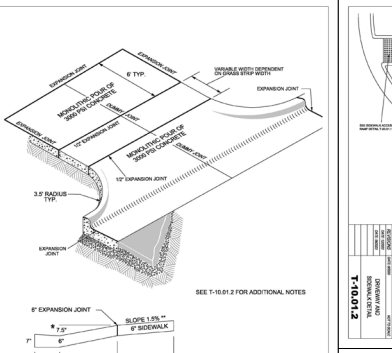 EXPANSION JOINT
6' TYP.
EXPANSION JOINT
VARIABLE WIDTH DEPENDENT
ON GRASS STRIP WIDTH
EXPANSION JOINT
MONOLITHIC POUR OF
3000 PSI CONCRETE
DUMMY JOINT
EXPANSION JOINT
1/2" EXPANSION JOINT
MONOLITHIC POUR OF
3000 PSI CONCRETE
DUMMY JOINT
1/2" EXPANSION JOINT
3.5' RADIUS
TYP.
EXPANSION
JOINT
SEE T-10.01.2 FOR ADDITIONAL NOTES
6" EXPANSION JOINT
SLOPE 1.5% **
6" SIDEWALK
* 7.5"
7"
6"
DRIVEWAY AND
SIDEWALK DETAIL
T-10.01.2